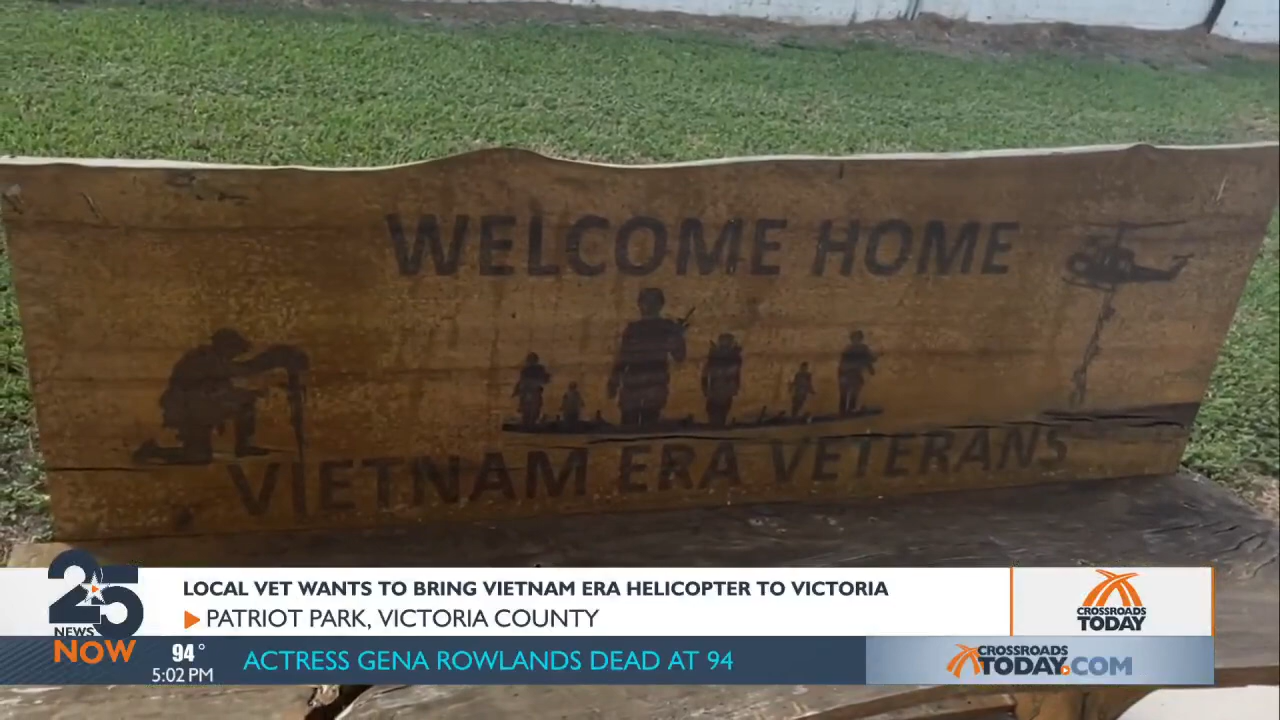 WELCOME HOME
VIETNAM ERA VETERANS
LOCAL VET WANTS TO BRING VIETNAM ERA HELICOPTER TO VICTORIA
PATRIOT PARK, VICTORIA COUNTY
25
NEWS
NOW
94°
5:02 PM
ACTRESS GENA ROWLANDS DEAD AT 94
CROSSROADS
TODAY
CROSSROADS
TODAY.COM